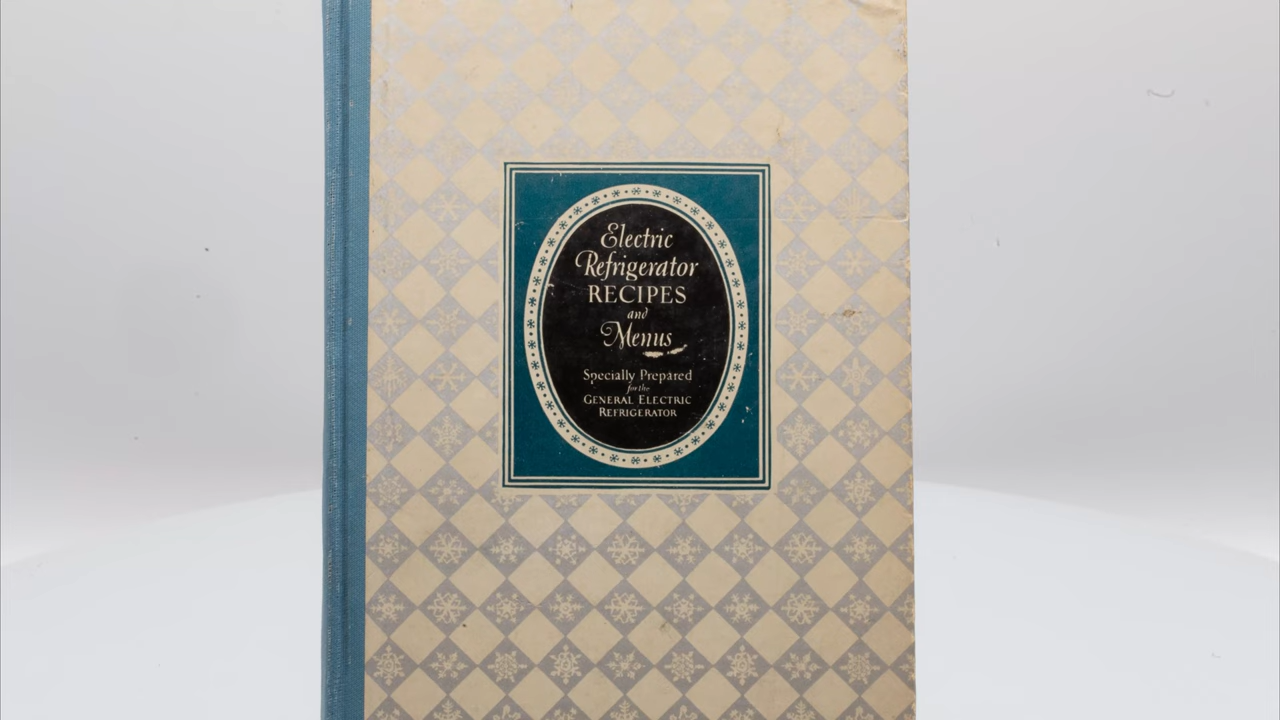 Electric
Refrigerator
RECIPES
and
Menus
Specially Prepared
for the
GENERAL ELECTRIC
REFRIGERATOR